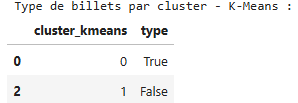 Type de billets par cluster - K-Means :
cluster_kmeans type
0 0 True
2 1 False